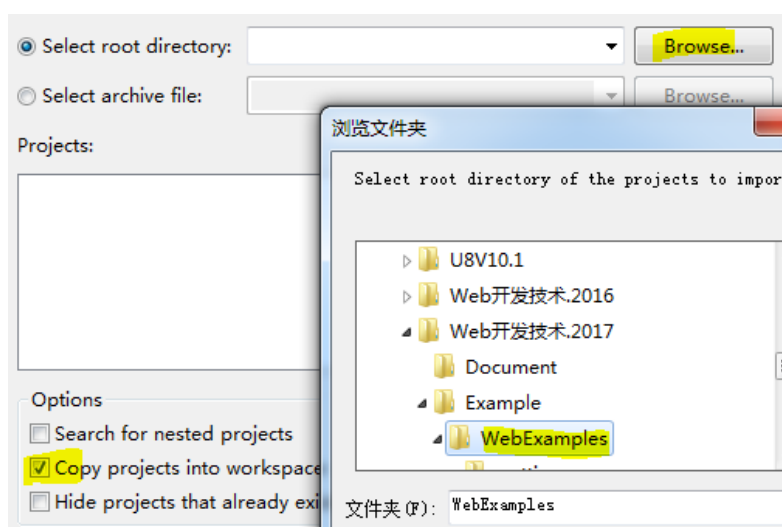 Select root directory:
Browse...
Select archive file:
Browse...
浏览文件夹
Projects:
Select root directory of the projects to impor
U8V10.1
Web开发技术.2016
Web开发技术.2017
Document
Example
WebExamples
Options
Search for nested projects
Copy projects into workspace
Hide projects that already exi
文件夹(F):
WebExamples